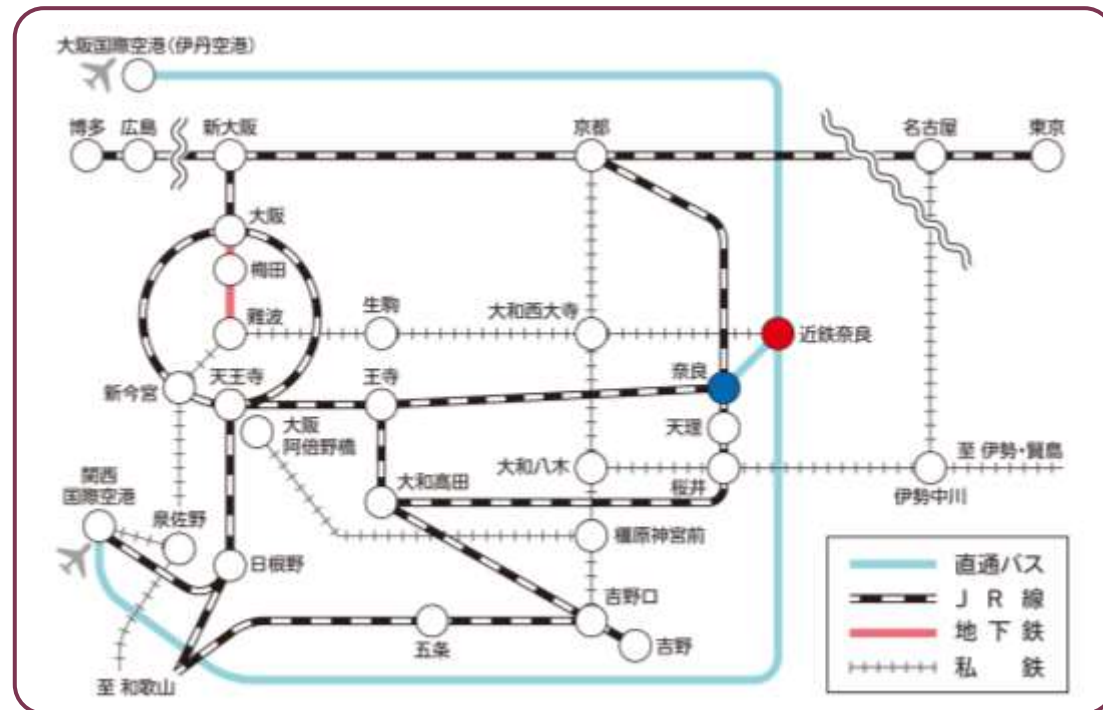 大阪国際空港(伊丹空港)
博多
広島
新大阪
京都
名古屋
東京
大阪
梅田
難波
生駒
大和西大寺
近鉄奈良
新今宮
天王寺
王寺
奈良
大阪
阿倍野橋
天理
関西
国際空港
泉佐野
大和高田
大和八木
桜井
至 伊勢・賢島
伊勢中川
日根野
橿原神宮前
吉野口
五条
吉野
至 和歌山
直通バス
JR線
地下鉄
私鉄